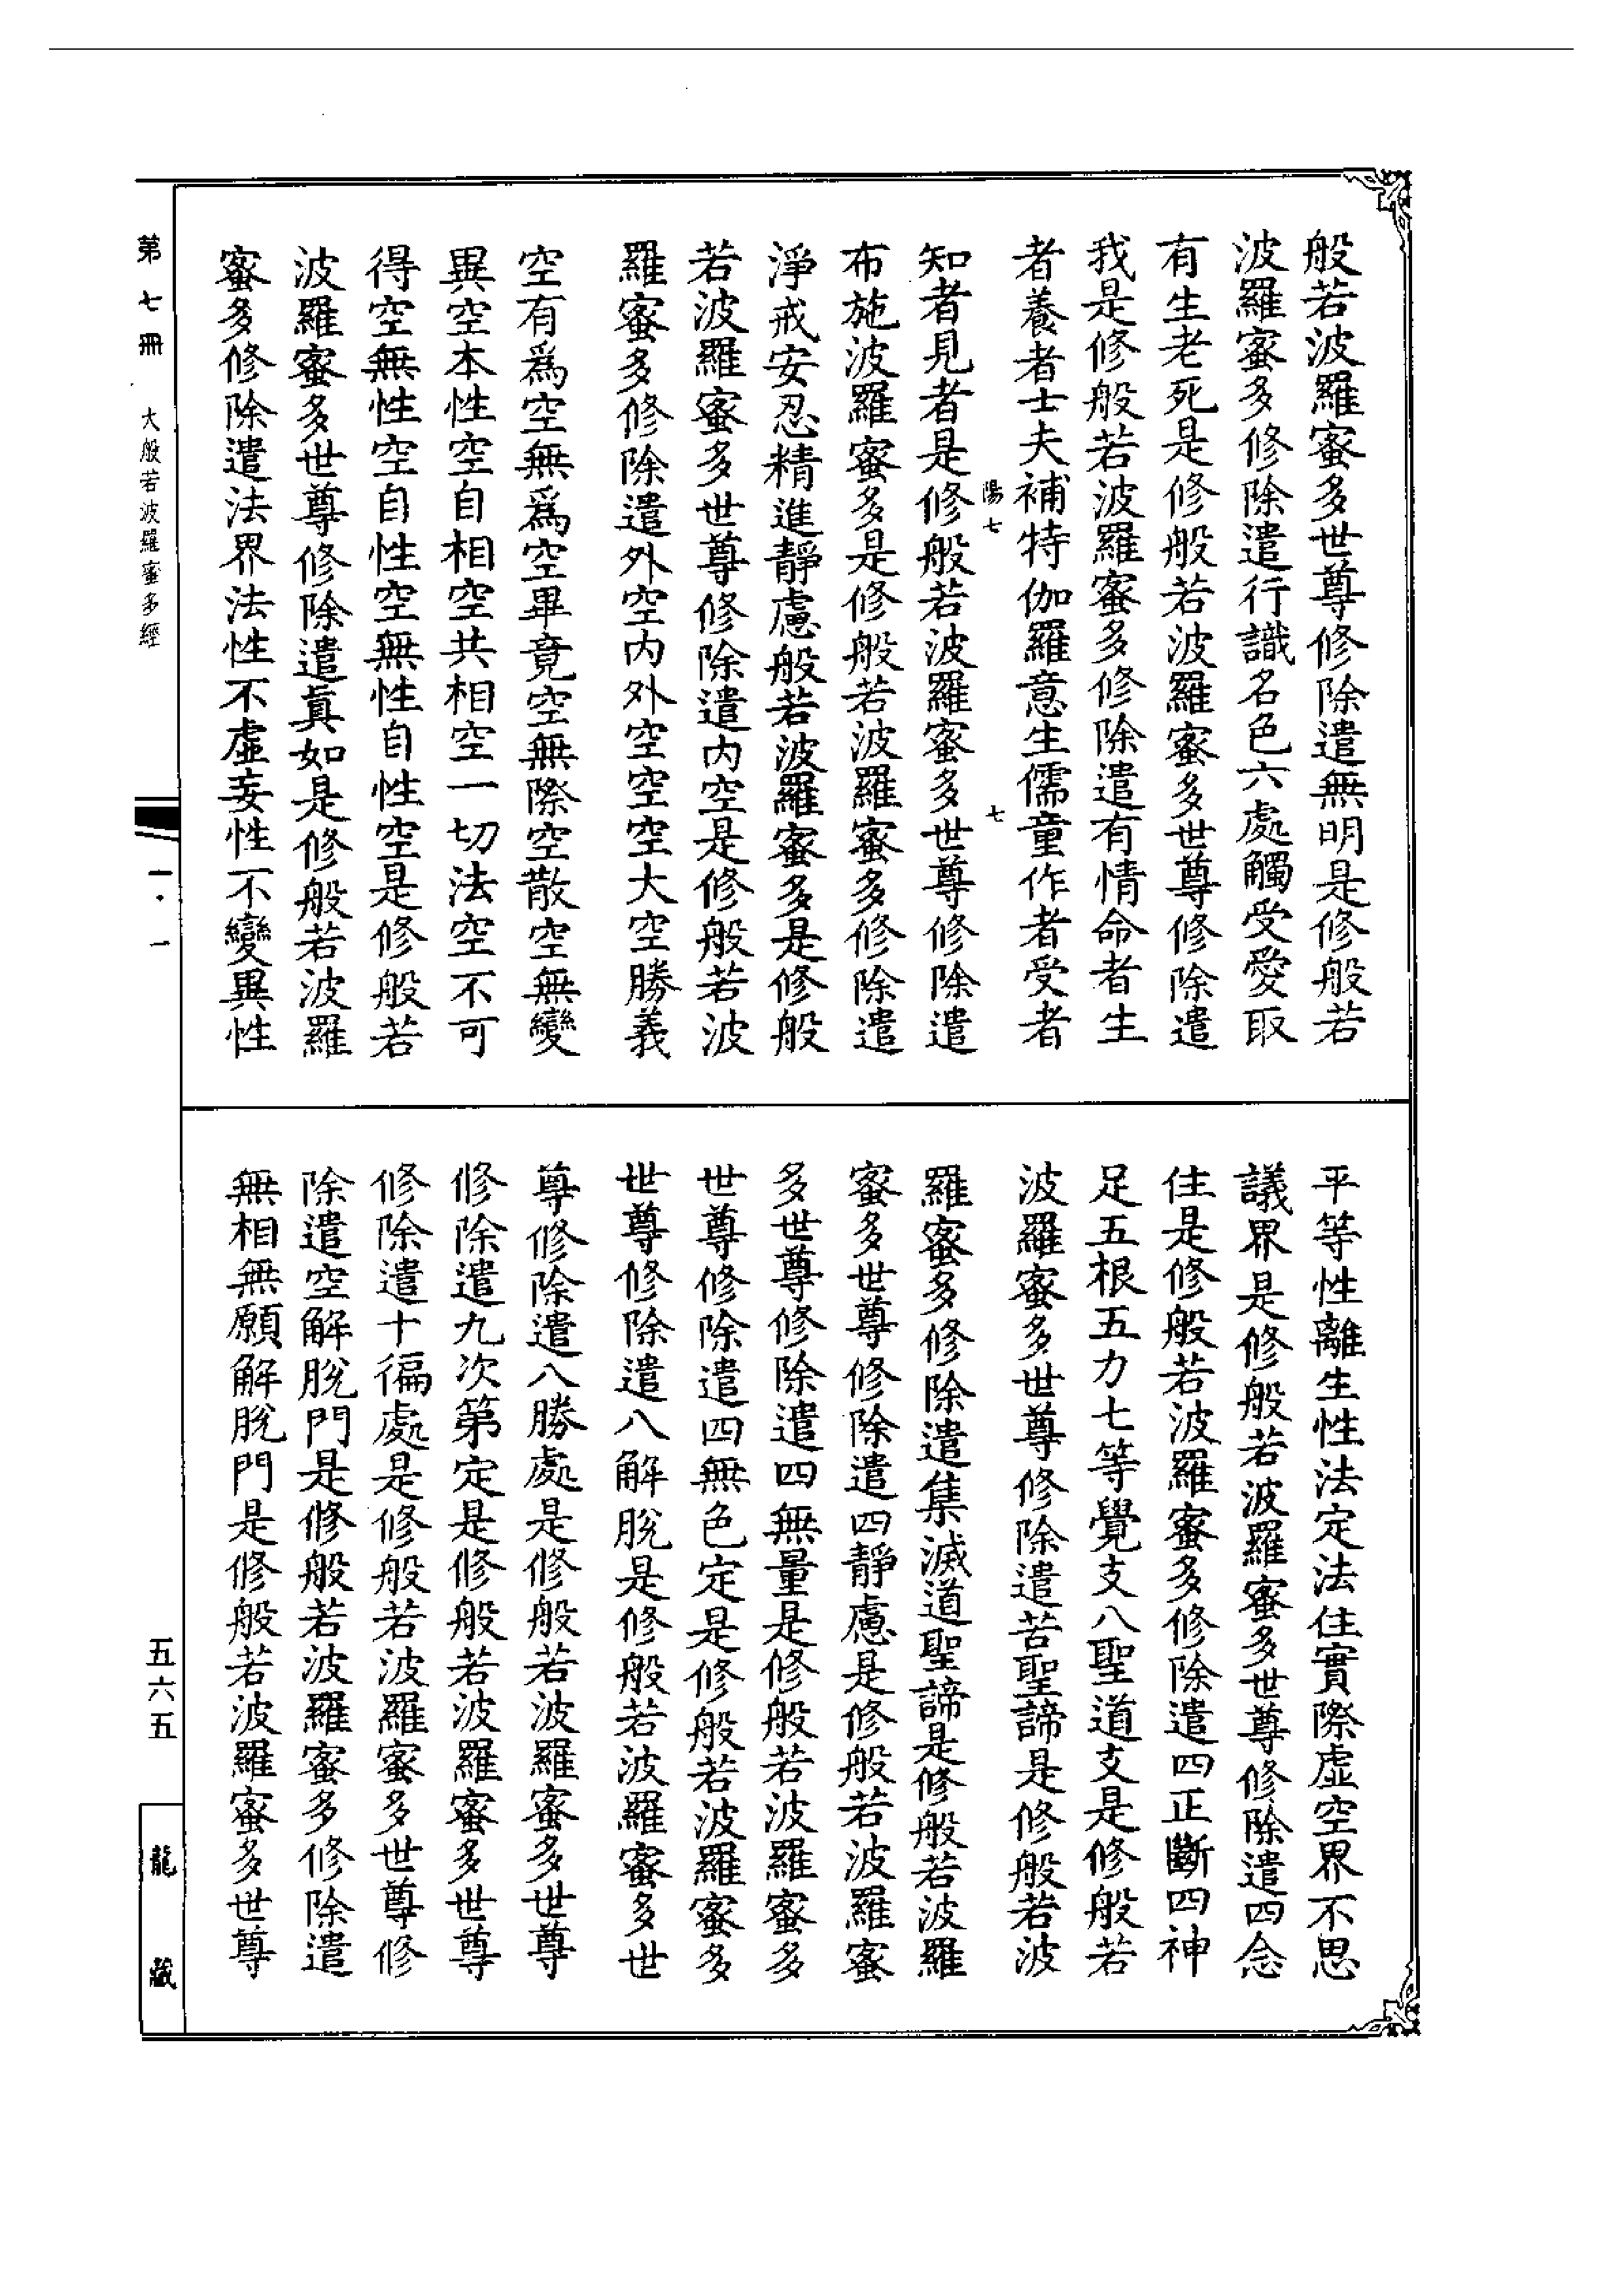 般若波羅蜜多世尊修除遣無明是修般若
波羅蜜多修除遣行識名色六處觸受愛取
有生老死是修般若波羅蜜多世尊修除遣
我是修般若波羅蜜多修除遣有情命者生
者養者士夫補特伽羅意生儒童作者受者
陽七 七
知者見者是修般若波羅蜜多世尊修除遣
布施波羅蜜多是修般若波羅蜜多修除遣
淨戒安忍精進靜慮般若波羅蜜多是修般
若波羅蜜多世尊修除遣内空是修般若波
羅蜜多修除遣外空内外空空空大空勝義
空有爲空無爲空畢竟空無際空散空無變
異空本性空自相空共相空一切法空不可
得空無性空自性空無性自性空是修般若
波羅蜜多世尊修除遣真如是修般若波羅
蜜多修除遣法界法性不虛妄性不變異性
平等性離生性法定法住實際虛空界不思
議界是修般若波羅蜜多世尊修除遣四念
住是修般若波羅蜜多修除遣四正斷四神
足五根五力七等覺支八聖道支是修般若
波羅蜜多世尊修除遣苦聖諦是修般若波
羅蜜多修除遣集滅道聖諦是修般若波羅
蜜多世尊修除遣四靜慮是修般若波羅蜜
多世尊修除遣四無量是修般若波羅蜜多
世尊修除遣四無色定是修般若波羅蜜多
世尊修除遣八解脫是修般若波羅蜜多世
尊修除遣八勝處是修般若波羅蜜多世尊
修除遣九次第定是修般若波羅蜜多世尊
修除遣十徧處是修般若波羅蜜多世尊修
除遣空解脫門是修般若波羅蜜多修除遣
無相無願解脫門是修般若波羅蜜多世尊
第七冊 大般若波羅蜜多經
一·一
五六五
龍藏